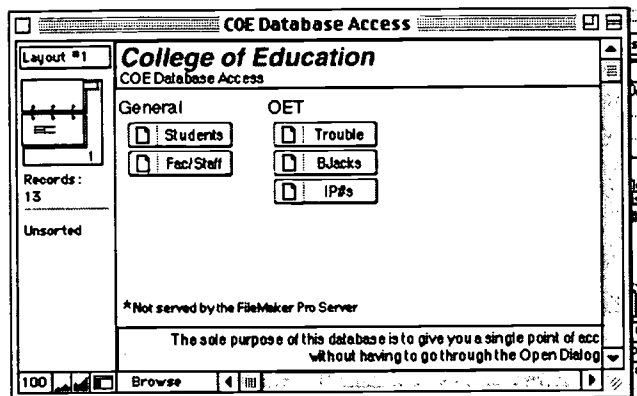 COE Database Access
Layout #1
College of Education
COE Database Access
General
OET
Students
Trouble
Fac/Staff
BJacks
IP#s
1
Records:
13
Unsorted
*Not served by the FileMaker Pro Server
The sole purpose of this database is to give you a single point of acc
without having to go through the Open Dialog
100
Browse